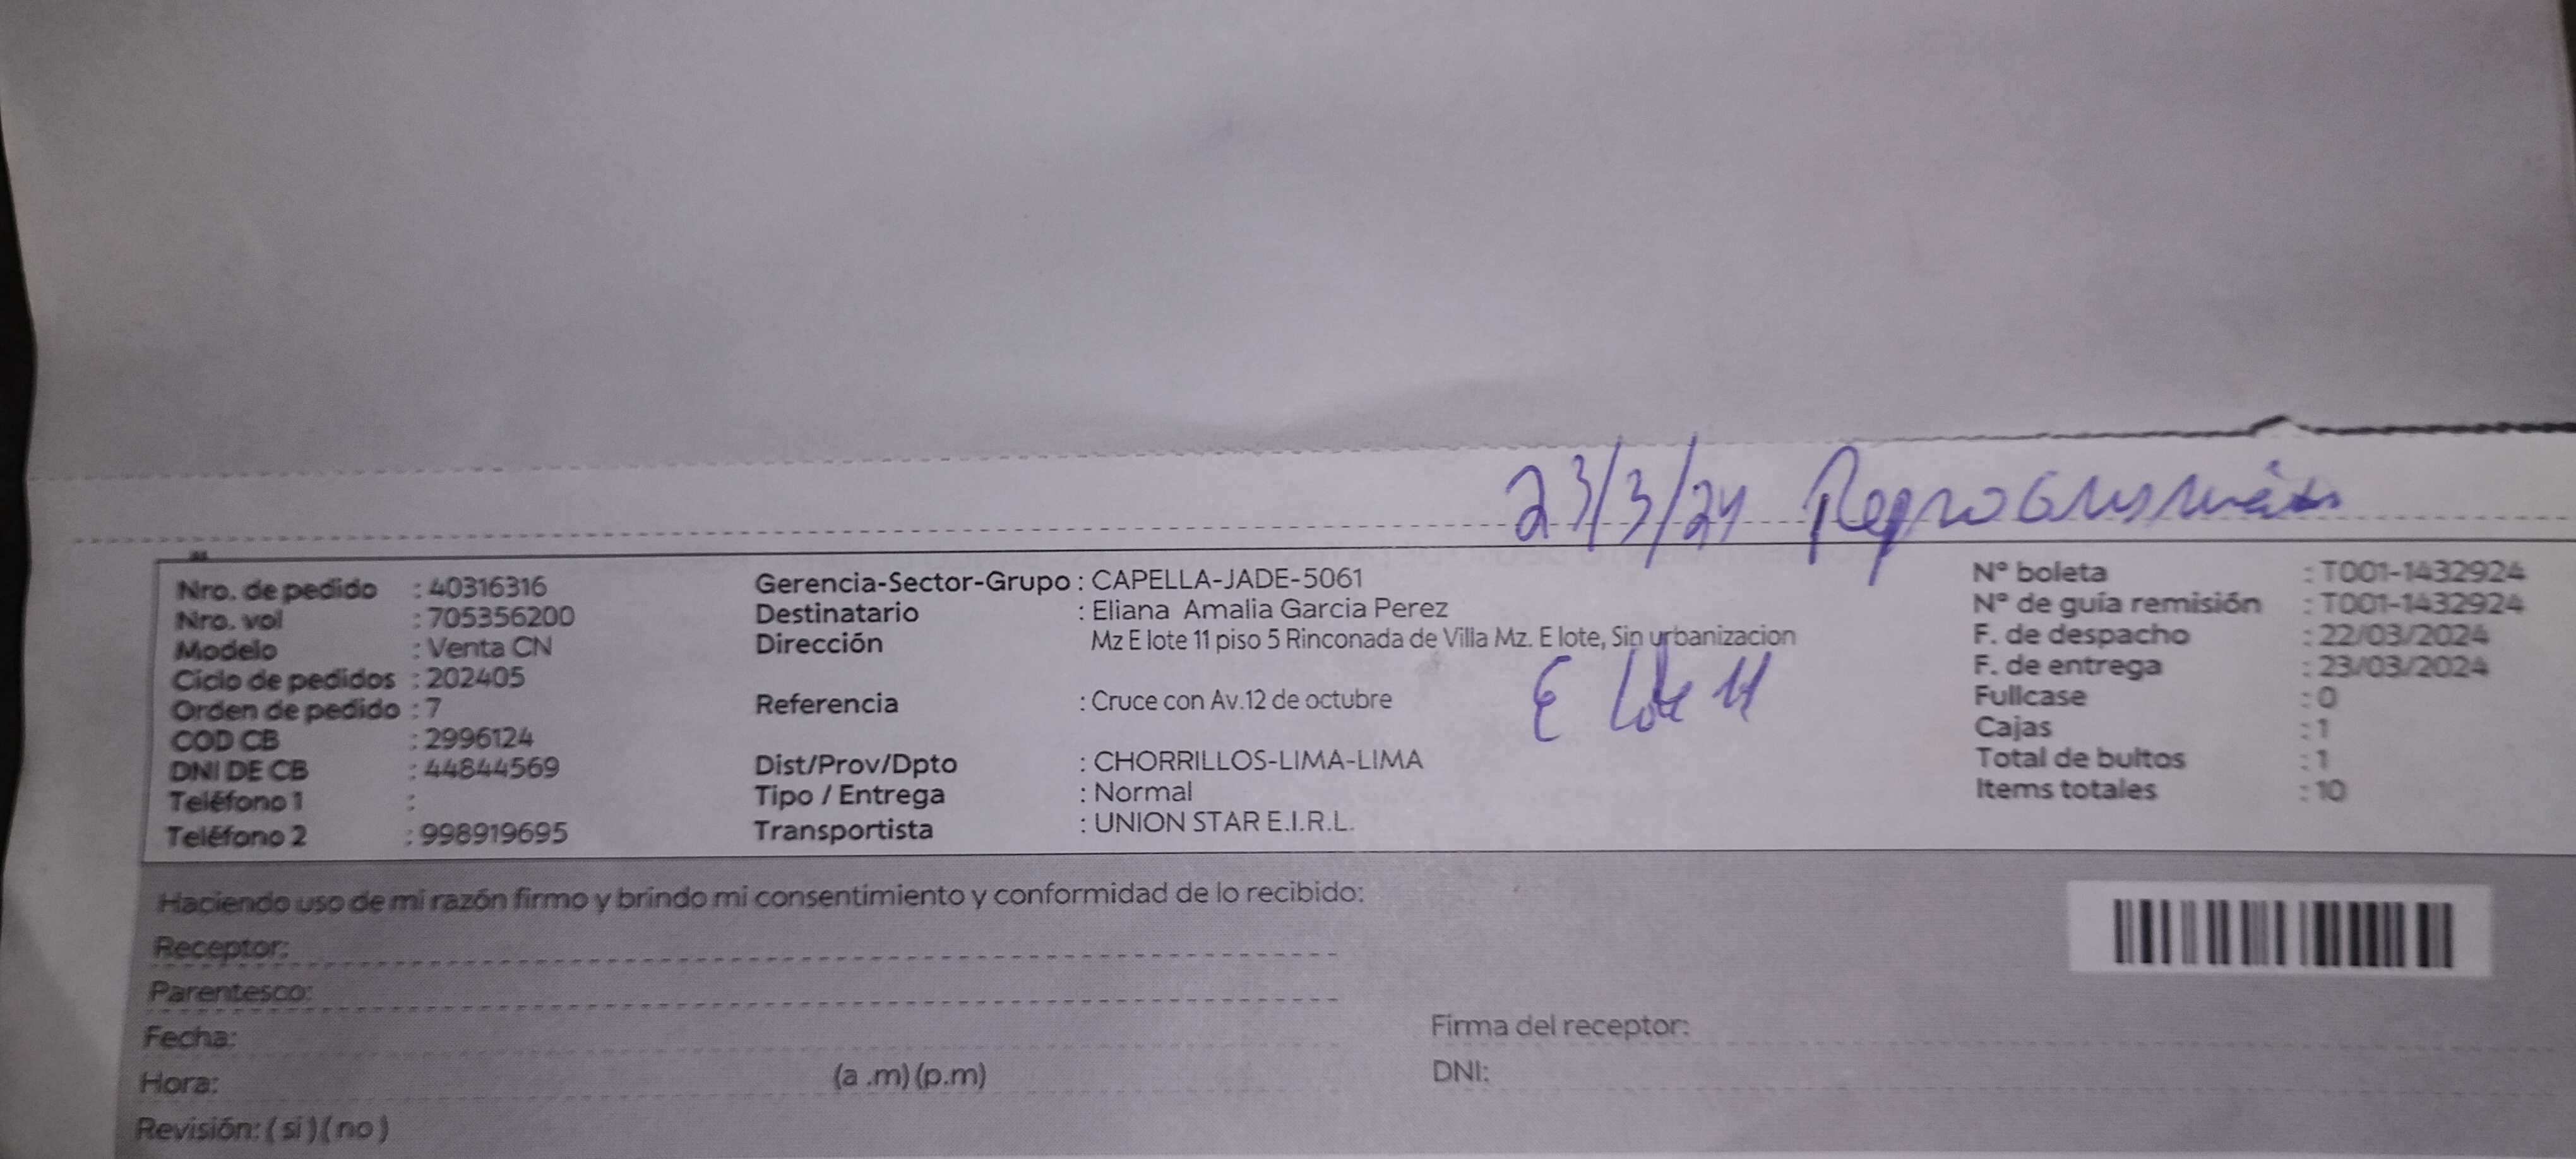 23/3/24
Nro. de pedido : 40316316
Nro. vol : 705356200
Modelo : Venta CN
Ciclo de pedidos : 202405
Orden de pedido : 7
COD CB : 2996124
DNI DE CB : 44844569
Teléfono 1 :
Teléfono 2 : 998919695
Gerencia-Sector-Grupo : CAPELLA-JADE-5061
Destinatario : Eliana Amalia Garcia Perez
Dirección Mz E lote 11 piso 5 Rinconada de Villa Mz. E lote, Sin urbanizacion
E lote 11
Referencia : Cruce con Av.12 de octubre
Dist/Prov/Dpto : CHORRILLOS-LIMA-LIMA
Tipo / Entrega : Normal
Transportista : UNION STAR E.I.R.L.
Nº boleta : T001-1432924
Nº de guía remisión : T001-1432924
F. de despacho : 22/03/2024
F. de entrega : 23/03/2024
Fullcase : 0
Cajas : 1
Total de bultos : 1
Items totales : 10
Haciendo uso de mi razón firmo y brindo mi consentimiento y conformidad de lo recibido:
Receptor:
Parentesco:
Fecha:
Hora: (a .m) (p.m)
Revisión: ( si ) ( no )
Firma del receptor:
DNI: